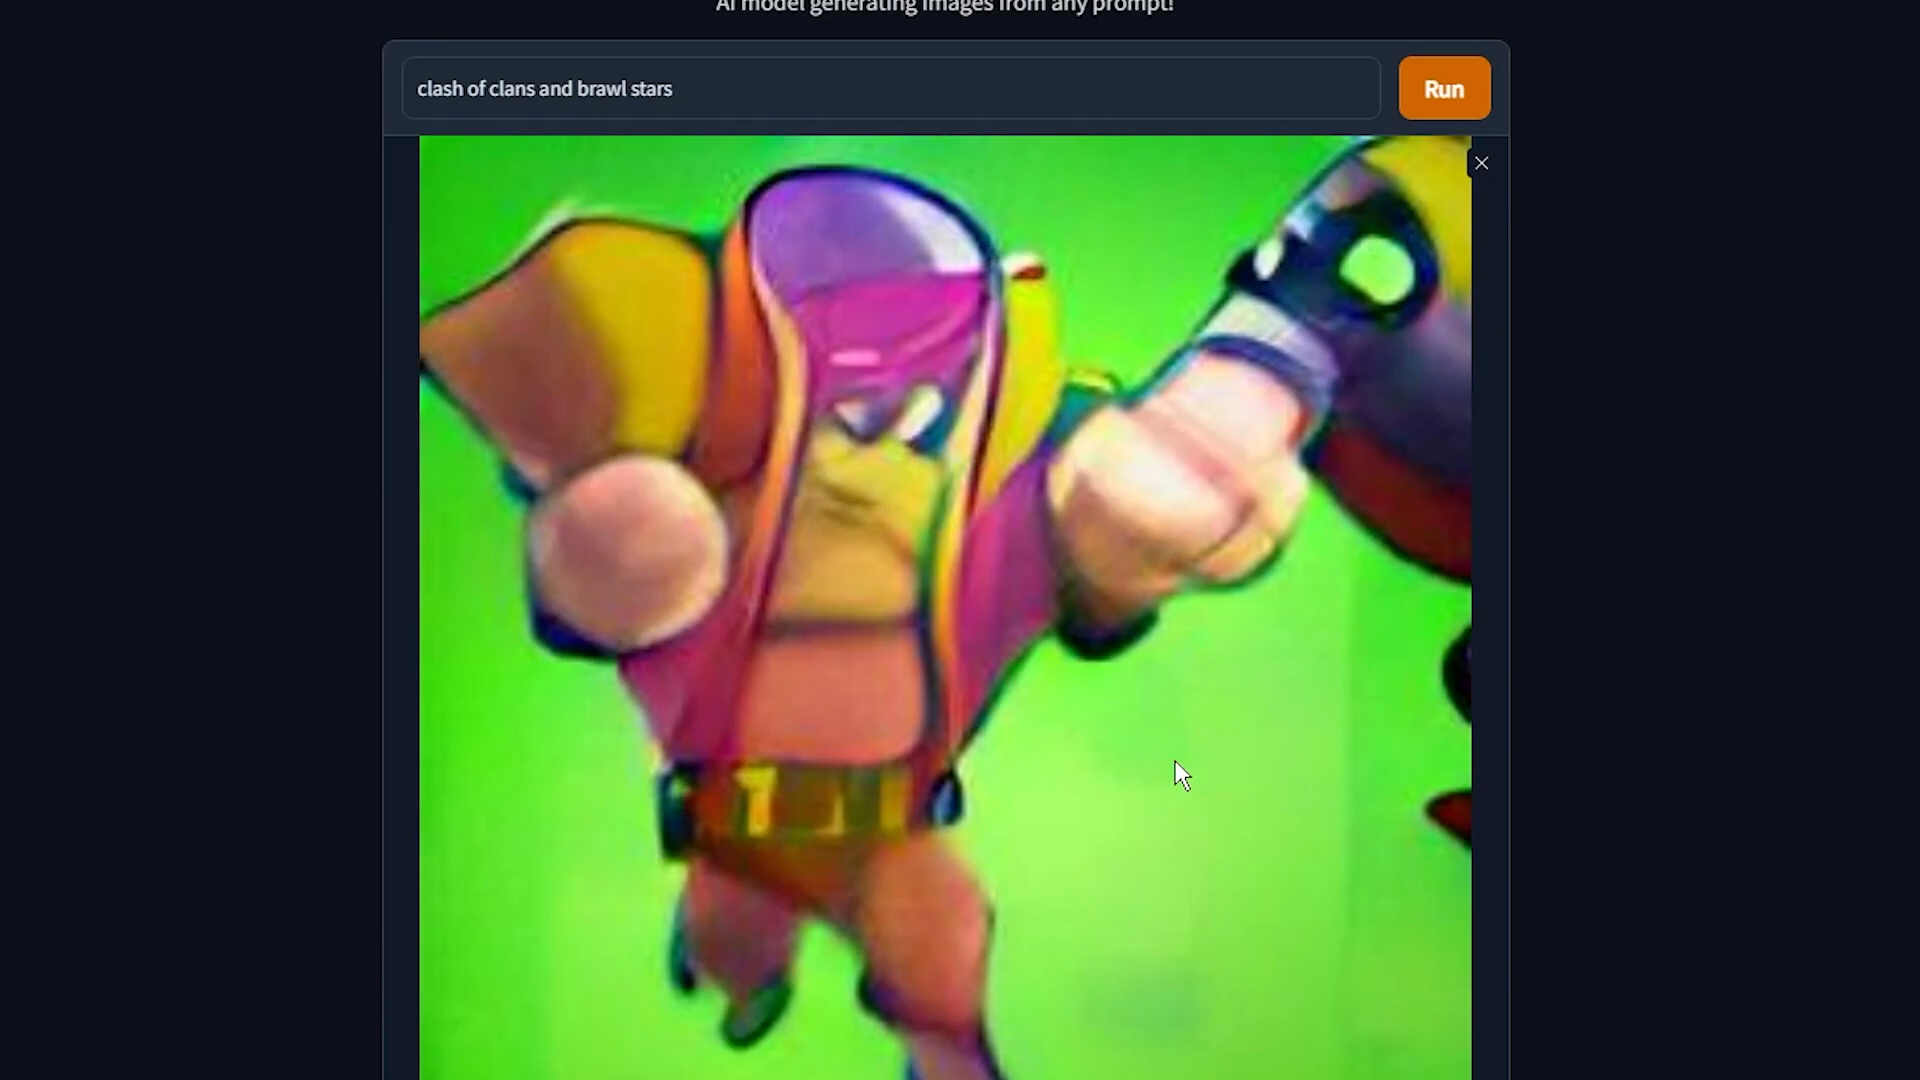 AI model generating images from any prompt!
clash of clans and brawl stars
Run